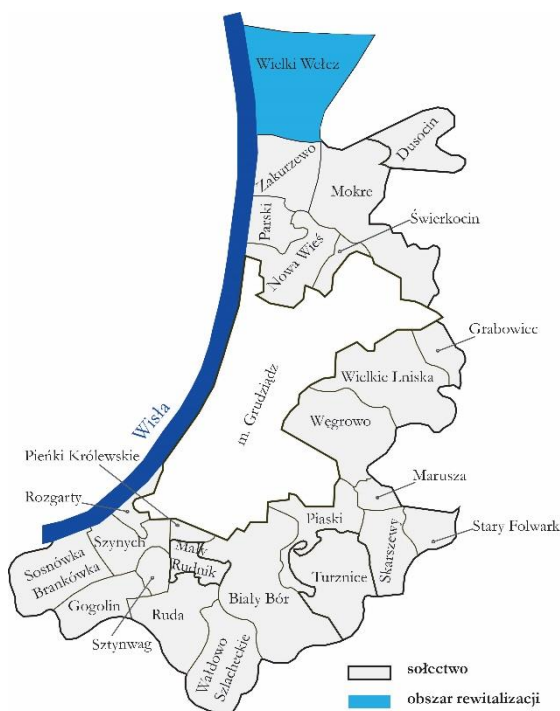 Wielki Wełcz
Dusocin
Zakurzewo
Mokre
Parski
Świerkocin
Nowa Wieś
Grabowiec
Wielkie Lniska
m. Grudziądz
Węgrowo
Wisła
Pieńki Królewskie
Marusza
Rozgarty
Piaski
Stary Folwark
Szynych
Mały
Rudnik
Skarszewy
Sosnówka
Brankówka
Turznice
Gogolin
Ruda
Biały Bór
Sztynwag
Wałdowo
Szlacheckie
sołectwo
obszar rewitalizacji